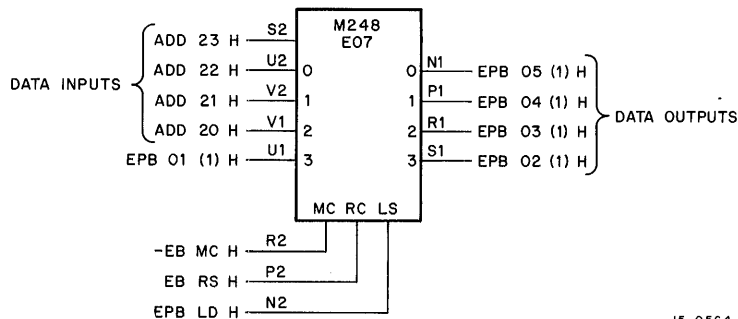 M248
E07
DATA INPUTS
ADD 23 H S2
ADD 22 H U2 0
ADD 21 H V2 1
ADD 20 H V1 2
EPB 01 (1) H U1 3
0 N1 EPB 05 (1) H
1 P1 EPB 04 (1) H
2 R1 EPB 03 (1) H
3 S1 EPB 02 (1) H
DATA OUTPUTS
MC RC LS
-EB MC H R2
EB RS H P2
EPB LD H N2
15-0564